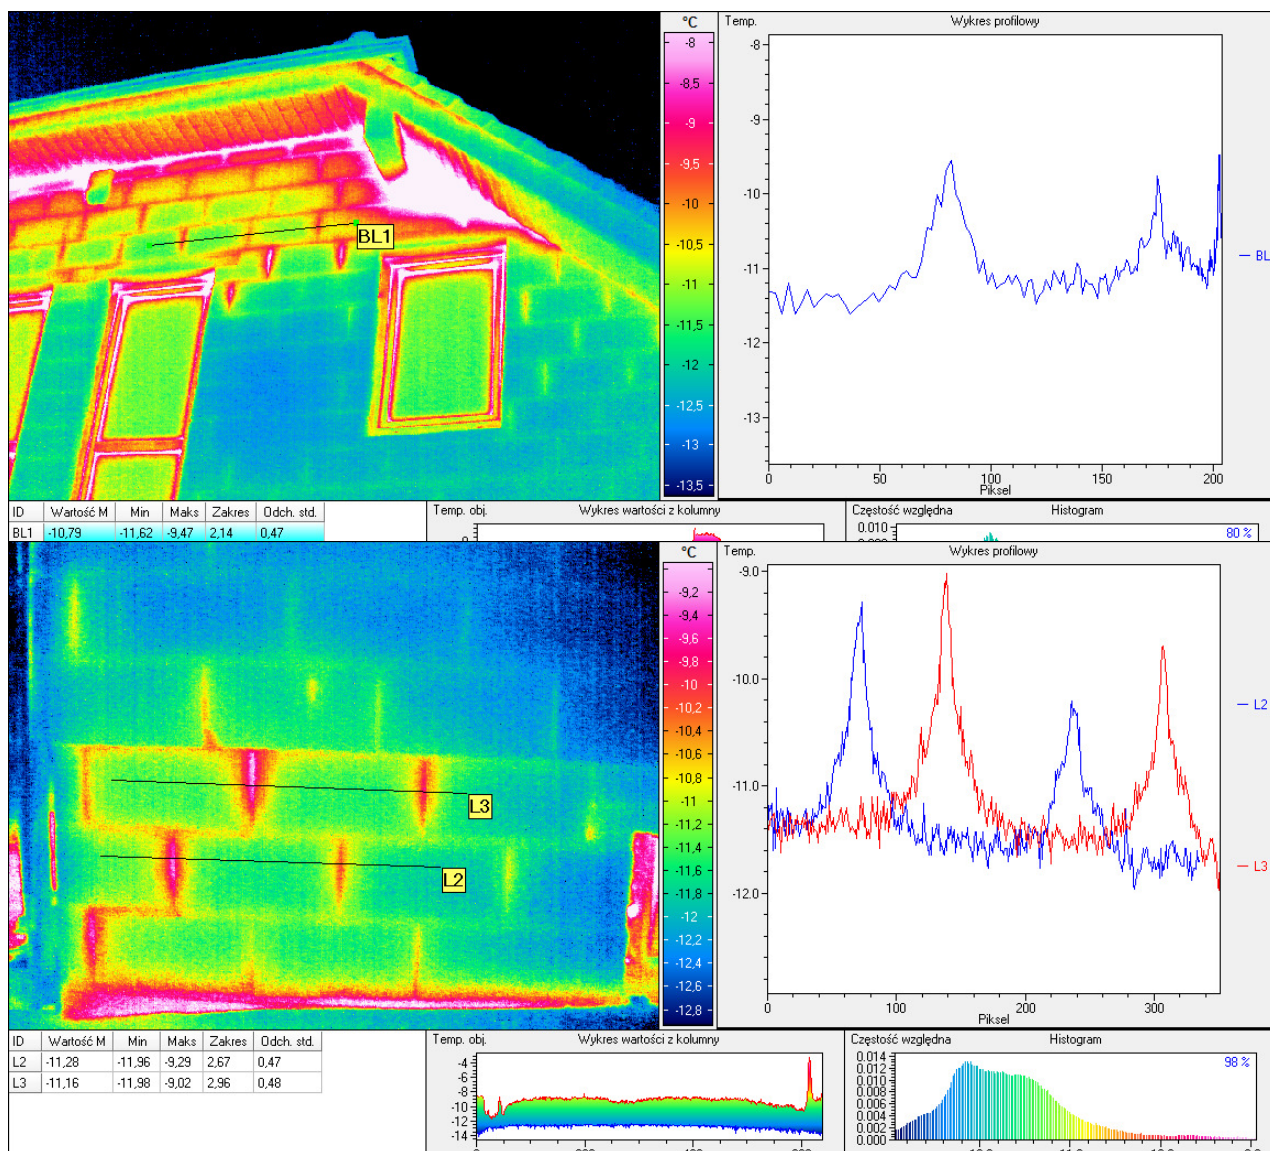 °C
-8
-8,5
-9
-9,5
-10
-10,5
-11
-11,5
-12
-12,5
-13
-13,5
BL1
Temp. Wykres profilowy
-8
-9
-10
-11
-12
-13
0 50 100 150 200
Piksel
BL
ID Wartość M Min Maks Zakres Odch. std.
BL1 -10,79 -11,62 -9,47 2,14 0,47
Temp. obj. Wykres wartości z kolumny
Częstość względna Histogram
0.010
80 %
°C
-9,2
-9,4
-9,6
-9,8
-10
-10,2
-10,4
-10,6
-10,8
-11
-11,2
-11,4
-11,6
-11,8
-12
-12,2
-12,4
-12,6
-12,8
L3
L2
Temp. Wykres profilowy
-9.0
-10.0
-11.0
-12.0
0 100 200 300
Piksel
L2
L3
ID Wartość M Min Maks Zakres Odch. std.
L2 -11,28 -11,96 -9,29 2,67 0,47
L3 -11,16 -11,98 -9,02 2,96 0,48
Temp. obj. Wykres wartości z kolumny
-4
-6
-8
-10
-12
-14
Częstość względna Histogram
98 %
0.014
0.012
0.010
0.008
0.006
0.004
0.002
0.000